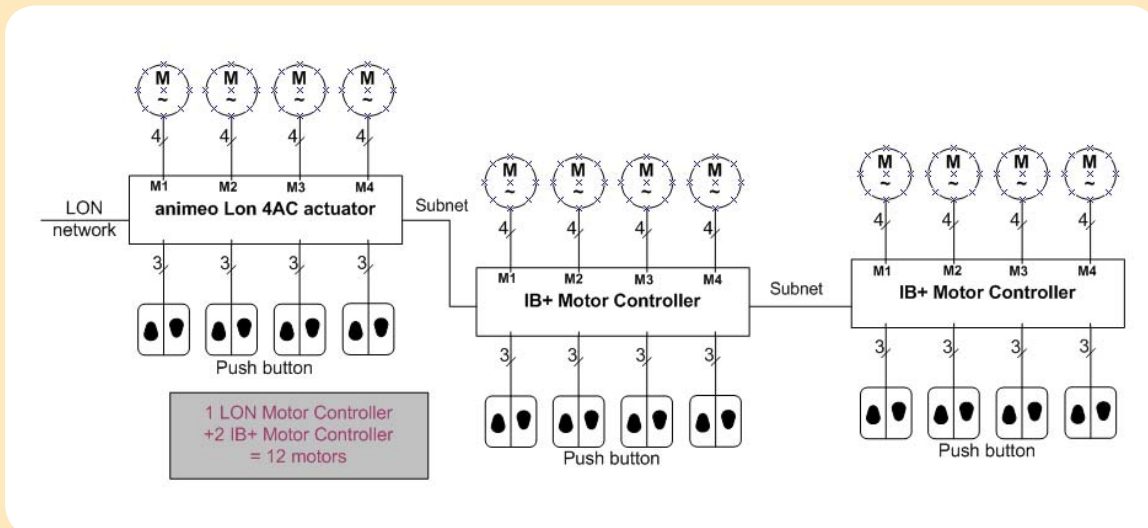 M M M M
~ ~ ~ ~
4 4 4 4
M1 M2 M3 M4
animeo Lon 4AC actuator
LON
network
3 3 3 3
Push button
Subnet
M M M M
~ ~ ~ ~
4 4 4 4
M1 M2 M3 M4
IB+ Motor Controller
3 3 3 3
Push button
Subnet
M M M M
~ ~ ~ ~
4 4 4 4
M1 M2 M3 M4
IB+ Motor Controller
3 3 3 3
Push button
1 LON Motor Controller
+2 IB+ Motor Controller
= 12 motors